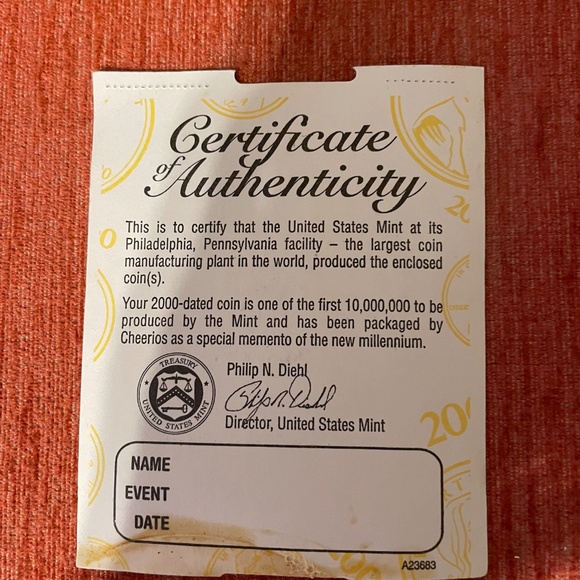 Certificate
of Authenticity
This is to certify that the United States Mint at its
Philadelphia, Pennsylvania facility – the largest coin
manufacturing plant in the world, produced the enclosed
coin(s).
Your 2000-dated coin is one of the first 10,000,000 to be
produced by the Mint and has been packaged by
Cheerios as a special memento of the new millennium.
TREASURY
UNITED STATES MINT
Philip N. Diehl
Philip N. Diehl
Director, United States Mint
200
NAME
EVENT
DATE
A23683